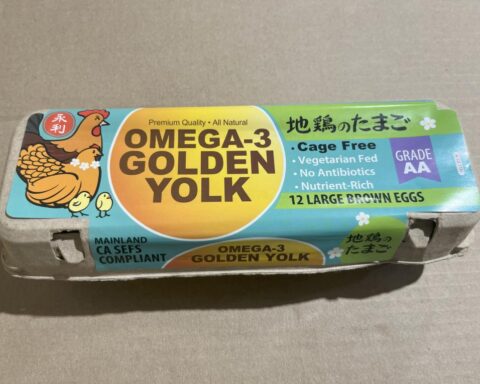 永利
Premium Quality • All Natural
OMEGA-3
GOLDEN
YOLK
地鶏のたまご
• Cage Free
• Vegetarian Fed
• No Antibiotics
• Nutrient-Rich
GRADE
AA
12 LARGE BROWN EGGS
MAINLAND
CA SEFS
COMPLIANT
OMEGA-3
GOLDEN YOLK
地鶏の
たまご